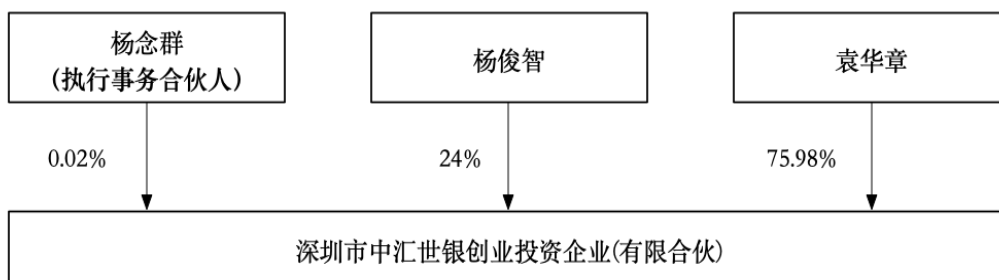 杨念群
（执行事务合伙人）
杨俊智
袁华章
0.02%
24%
75.98%
深圳市中汇世银创业投资企业(有限合伙)